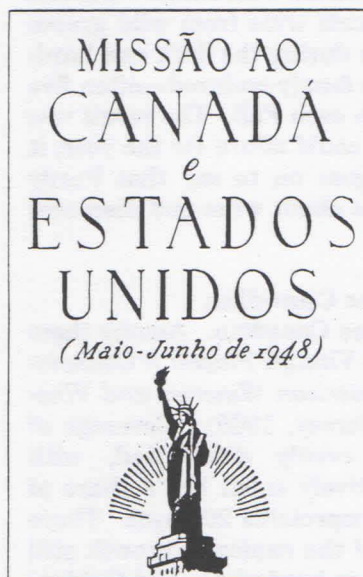 MISSÃO AO
CANADÁ
e
ESTADOS
UNIDOS
(Maio-Junho de 1948)